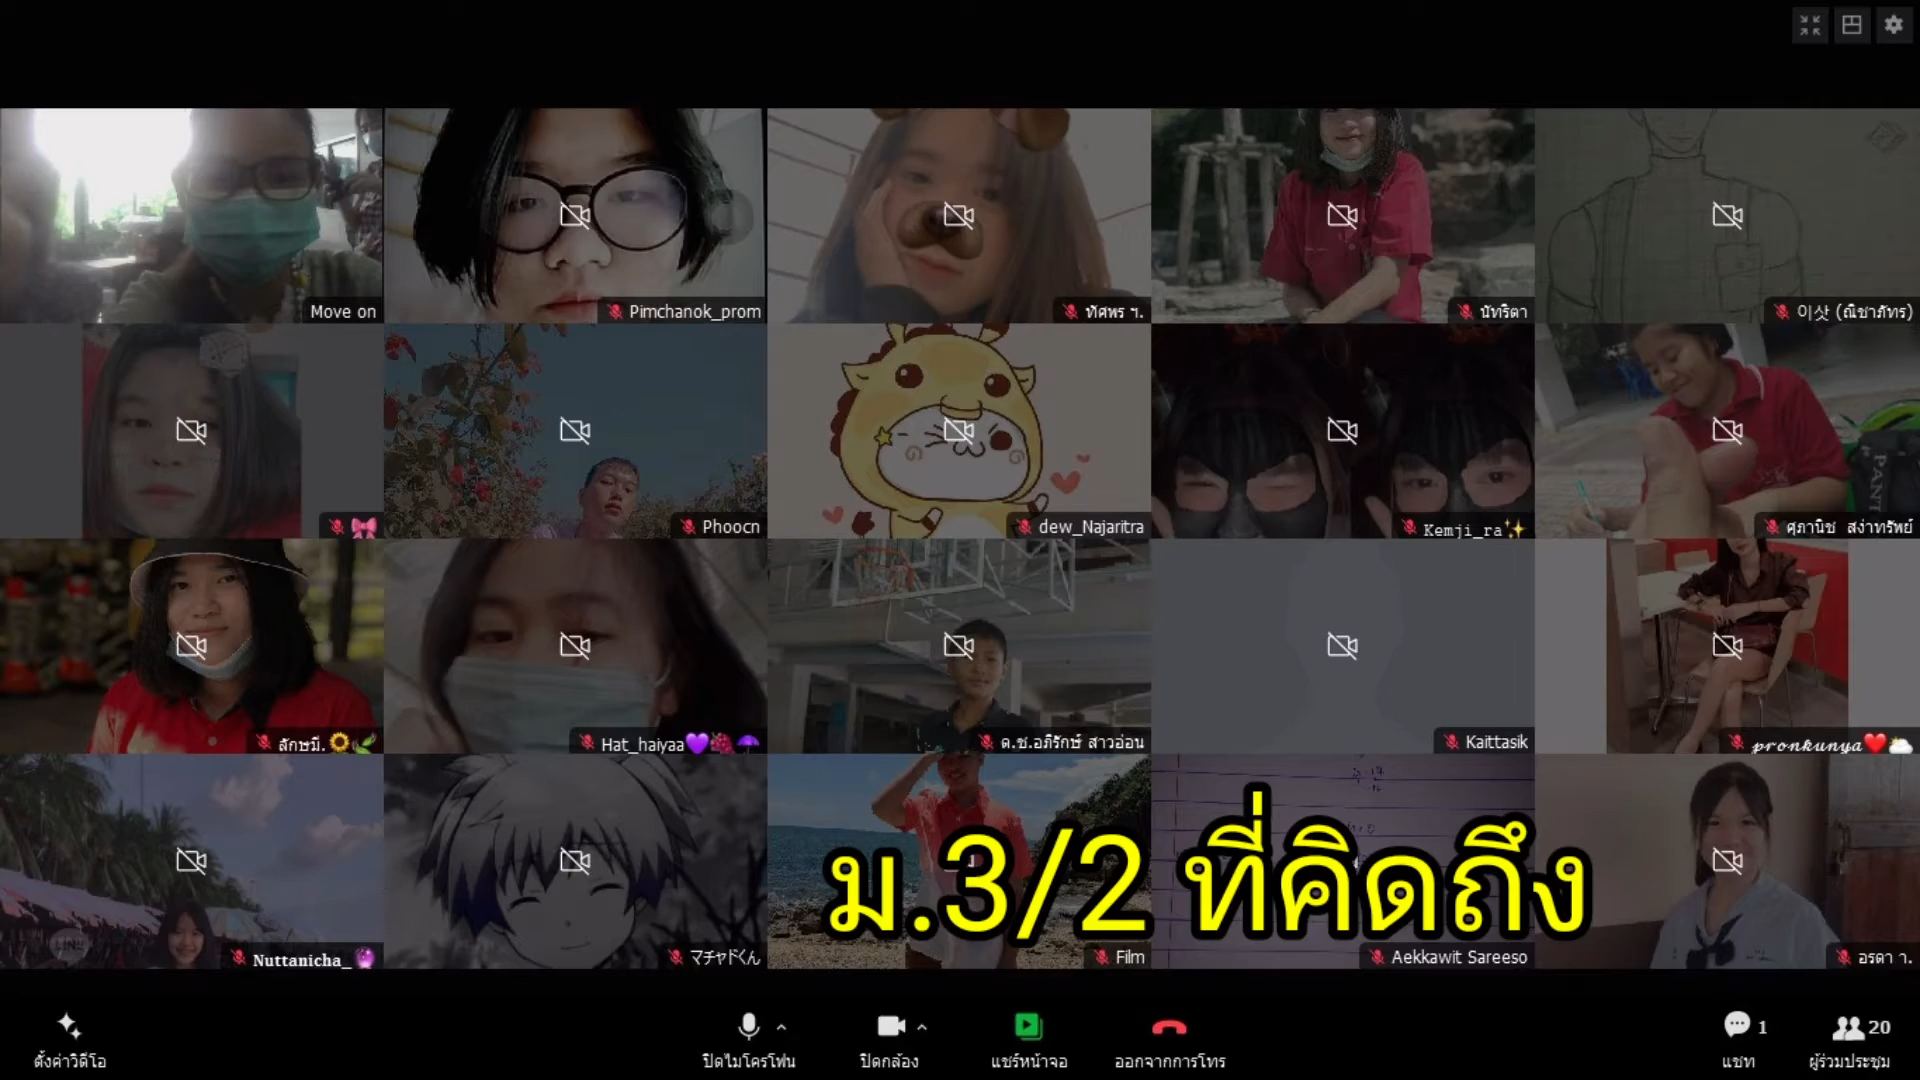 Move on
Pimchanok_prom
ทัศพร ฯ.
นัทริตา
이삿 (ณิชาภัทร)
🎀
Phoocn
dew_Najaritra
Kemji_ra✨
ศุภานิช สง่าทรัพย์
PANT
ลักษมี.🌻🌿
Hat_haiyaa💜🍇☂
ด.ช.อภิรักษ์ สาวอ่อน
Kaittasik
𝓹𝓻𝓸𝓷𝓴𝓾𝓷𝔂𝓪❤️🌥
LINE
Nuttanicha_🔮
マチャドくん
Film
Aekkawit Sareeso
อรดา ว.
ม.3/2 ที่คิดถึง
ตั้งค่าวิดีโอ
ปิดไมโครโฟน
ปิดกล้อง
แชร์หน้าจอ
ออกจากการโทร
1
แชท
20
ผู้ร่วมประชุม